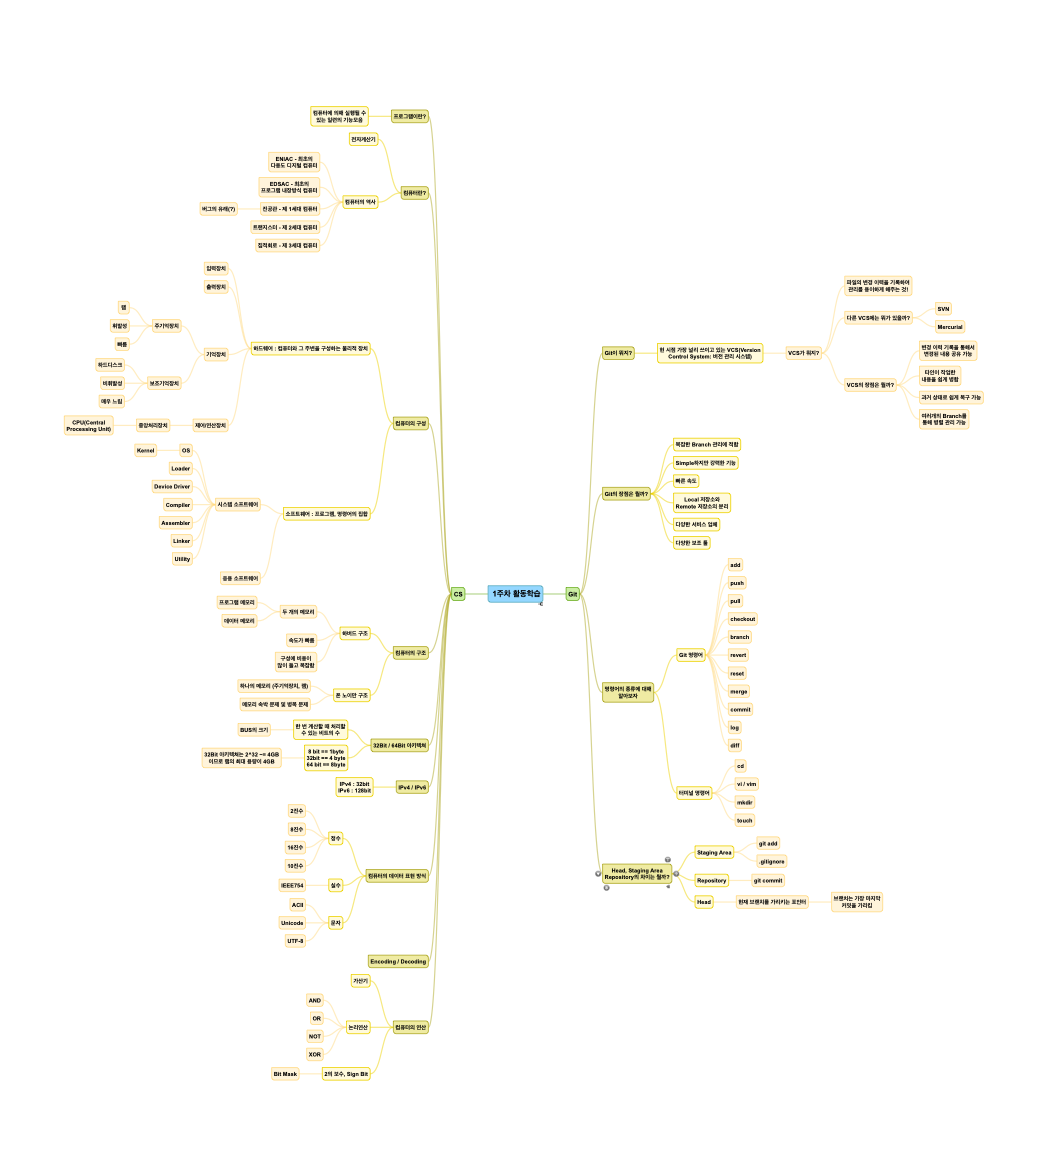 1주차 활동학습
CS
프로그램이란?
컴퓨터에 의해 실행될 수
있는 일련의 기능모음
컴퓨터란?
전자계산기
컴퓨터의 역사
ENIAC - 최초의
다용도 디지털 컴퓨터
EDSAC - 최초의
프로그램 내장방식 컴퓨터
진공관 - 제 1세대 컴퓨터
버그의 유래(?)
트랜지스터 - 제 2세대 컴퓨터
집적회로 - 제 3세대 컴퓨터
컴퓨터의 구성
하드웨어 : 컴퓨터와 그 주변을 구성하는 물리적 장치
입력장치
출력장치
기억장치
주기억장치
램
휘발성
빠름
보조기억장치
하드디스크
비휘발성
매우 느림
제어/연산장치
중앙처리장치
CPU(Central
Processing Unit)
소프트웨어 : 프로그램, 명령어의 집합
시스템 소프트웨어
OS
Kernel
Loader
Device Driver
Compiler
Assembler
Linker
Utility
응용 소프트웨어
컴퓨터의 구조
하버드 구조
두 개의 메모리
프로그램 메모리
데이터 메모리
속도가 빠름
구성에 비용이
많이 들고 복잡함
폰 노이만 구조
하나의 메모리 (주기억장치, 램)
메모리 속박 문제 및 병목 문제
32Bit / 64Bit 아키텍처
한 번 계산할 때 처리할
수 있는 비트의 수
BUS의 크기
8 bit == 1byte
32bit == 4 byte
64 bit == 8byte
32Bit 아키텍처는 2^32 ~= 4GB
이므로 램의 최대 용량이 4GB
IPv4 / IPv6
IPv4 : 32bit
IPv6 : 128bit
컴퓨터의 데이터 표현 방식
정수
2진수
8진수
16진수
10진수
실수
IEEE754
문자
ACII
Unicode
UTF-8
Encoding / Decoding
컴퓨터의 연산
가산기
논리연산
AND
OR
NOT
XOR
2의 보수, Sign Bit
Bit Mask
Git
Git이 뭐지?
현 시점 가장 널리 쓰이고 있는 VCS(Version
Control System: 버전 관리 시스템)
VCS가 뭐지?
파일의 변경 이력을 기록하여
관리를 용이하게 해주는 것!
다른 VCS에는 뭐가 있을까?
SVN
Mercurial
VCS의 장점은 뭘까?
변경 이력 기록을 통해서
변경된 내용 공유 가능
타인이 작업한
내용을 쉽게 병합
과거 상태로 쉽게 복구 가능
여러개의 Branch를
통해 병렬 관리 가능
Git의 장점은 뭘까?
복잡한 Branch 관리에 적합
Simple하지만 강력한 기능
빠른 속도
Local 저장소와
Remote 저장소의 분리
다양한 서비스 업체
다양한 보조 툴
명령어의 종류에 대해
알아보자
Git 명령어
add
push
pull
checkout
branch
revert
reset
merge
commit
log
diff
터미널 명령어
cd
vi / vim
mkdir
touch
Head, Staging Area
Repository의 차이는 뭘까?
Staging Area
git add
.gitignore
Repository
git commit
Head
현재 브랜치를 가리키는 포인터
브랜치는 가장 마지막
커밋을 가리킴